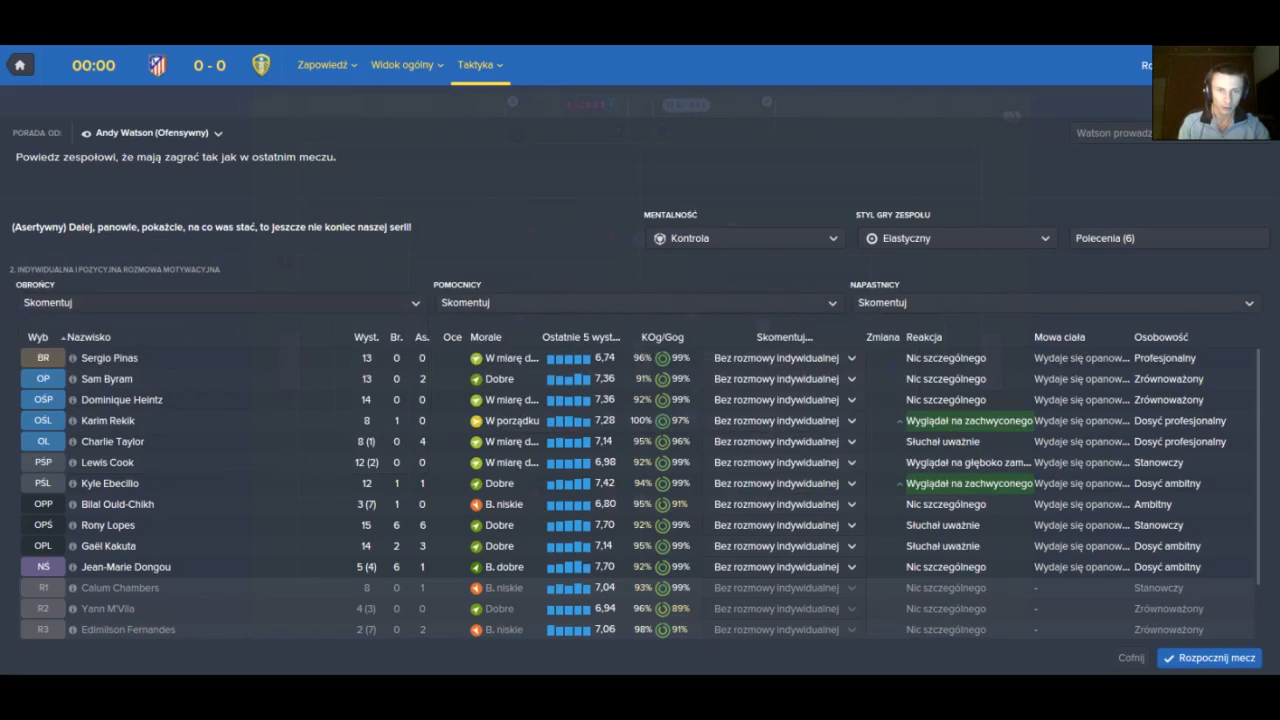 00:00 0 - 0 Zapowiedź Widok ogólny Taktyka
PORADA OD: Andy Watson (Ofensywny) Watson prowadz
Powiedz zespołowi, że mają zagrać tak jak w ostatnim meczu.
MENTALNOŚĆ STYL GRY ZESPOŁU
(Asertywny) Dalej, panowie, pokażcie, na co was stać, to jeszcze nie koniec naszej serii!
Kontrola Elastyczny Polecenia (6)
2. INDYWIDUALNA I POZYCYJNA ROZMOWA MOTYWACYJNA
OBROŃCY POMOCNICY NAPASTNICY
Skomentuj Skomentuj Skomentuj
Wyb Nazwisko Wyst. Br. As. Oce Morale Ostatnie 5 wyst... KOg/Gog Skomentuj... Zmiana Reakcja Mowa ciała Osobowość
BR Sergio Pinas 13 0 0 W miarę d... 6,74 96% 99% Bez rozmowy indywidualnej Nic szczególnego Wydaje się opanow... Profesjonalny
OP Sam Byram 13 0 2 Dobre 7,36 91% 99% Bez rozmowy indywidualnej Nic szczególnego Wydaje się opanow... Zrównoważony
OŚP Dominique Heintz 14 0 0 W miarę d... 7,36 92% 99% Bez rozmowy indywidualnej Nic szczególnego Wydaje się opanow... Zrównoważony
OŚL Karim Rekik 8 1 0 W porządku 7,28 100% 97% Bez rozmowy indywidualnej Wyglądał na zachwyconego Wydaje się opanow... Dosyć profesjonalny
OL Charlie Taylor 8 (1) 0 4 W miarę d... 7,14 95% 96% Bez rozmowy indywidualnej Słuchał uważnie Wydaje się opanow... Dosyć profesjonalny
PŚP Lewis Cook 12 (2) 0 0 W miarę d... 6,98 92% 99% Bez rozmowy indywidualnej Wyglądał na głęboko zam... Wydaje się opanow... Stanowczy
PŚL Kyle Ebecilio 12 1 1 Dobre 7,42 94% 99% Bez rozmowy indywidualnej Wyglądał na zachwyconego Wydaje się opanow... Dosyć ambitny
OPP Bilal Ould-Chikh 3 (7) 1 0 B. niskie 6,80 95% 91% Bez rozmowy indywidualnej Nic szczególnego Wydaje się opanow... Ambitny
OPŚ Rony Lopes 15 6 6 Dobre 7,70 92% 99% Bez rozmowy indywidualnej Słuchał uważnie Wydaje się opanow... Stanowczy
OPL Gaël Kakuta 14 2 3 Dobre 7,14 95% 99% Bez rozmowy indywidualnej Słuchał uważnie Wydaje się opanow... Dosyć ambitny
NŚ Jean-Marie Dongou 5 (4) 6 1 B. dobre 7,70 92% 99% Bez rozmowy indywidualnej Nic szczególnego Wydaje się opanow... Dosyć ambitny
R1 Calum Chambers 8 0 1 B. niskie 7,04 93% 99% Bez rozmowy indywidualnej Nic szczególnego - Stanowczy
R2 Yann M'Vila 4 (3) 0 0 Dobre 6,94 96% 89% Bez rozmowy indywidualnej Nic szczególnego - Zrównoważony
R3 Edimilson Fernandes 2 (7) 0 2 B. niskie 7,06 98% 91% Bez rozmowy indywidualnej Nic szczególnego - Zrównoważony
Cofnij Rozpocznij mecz